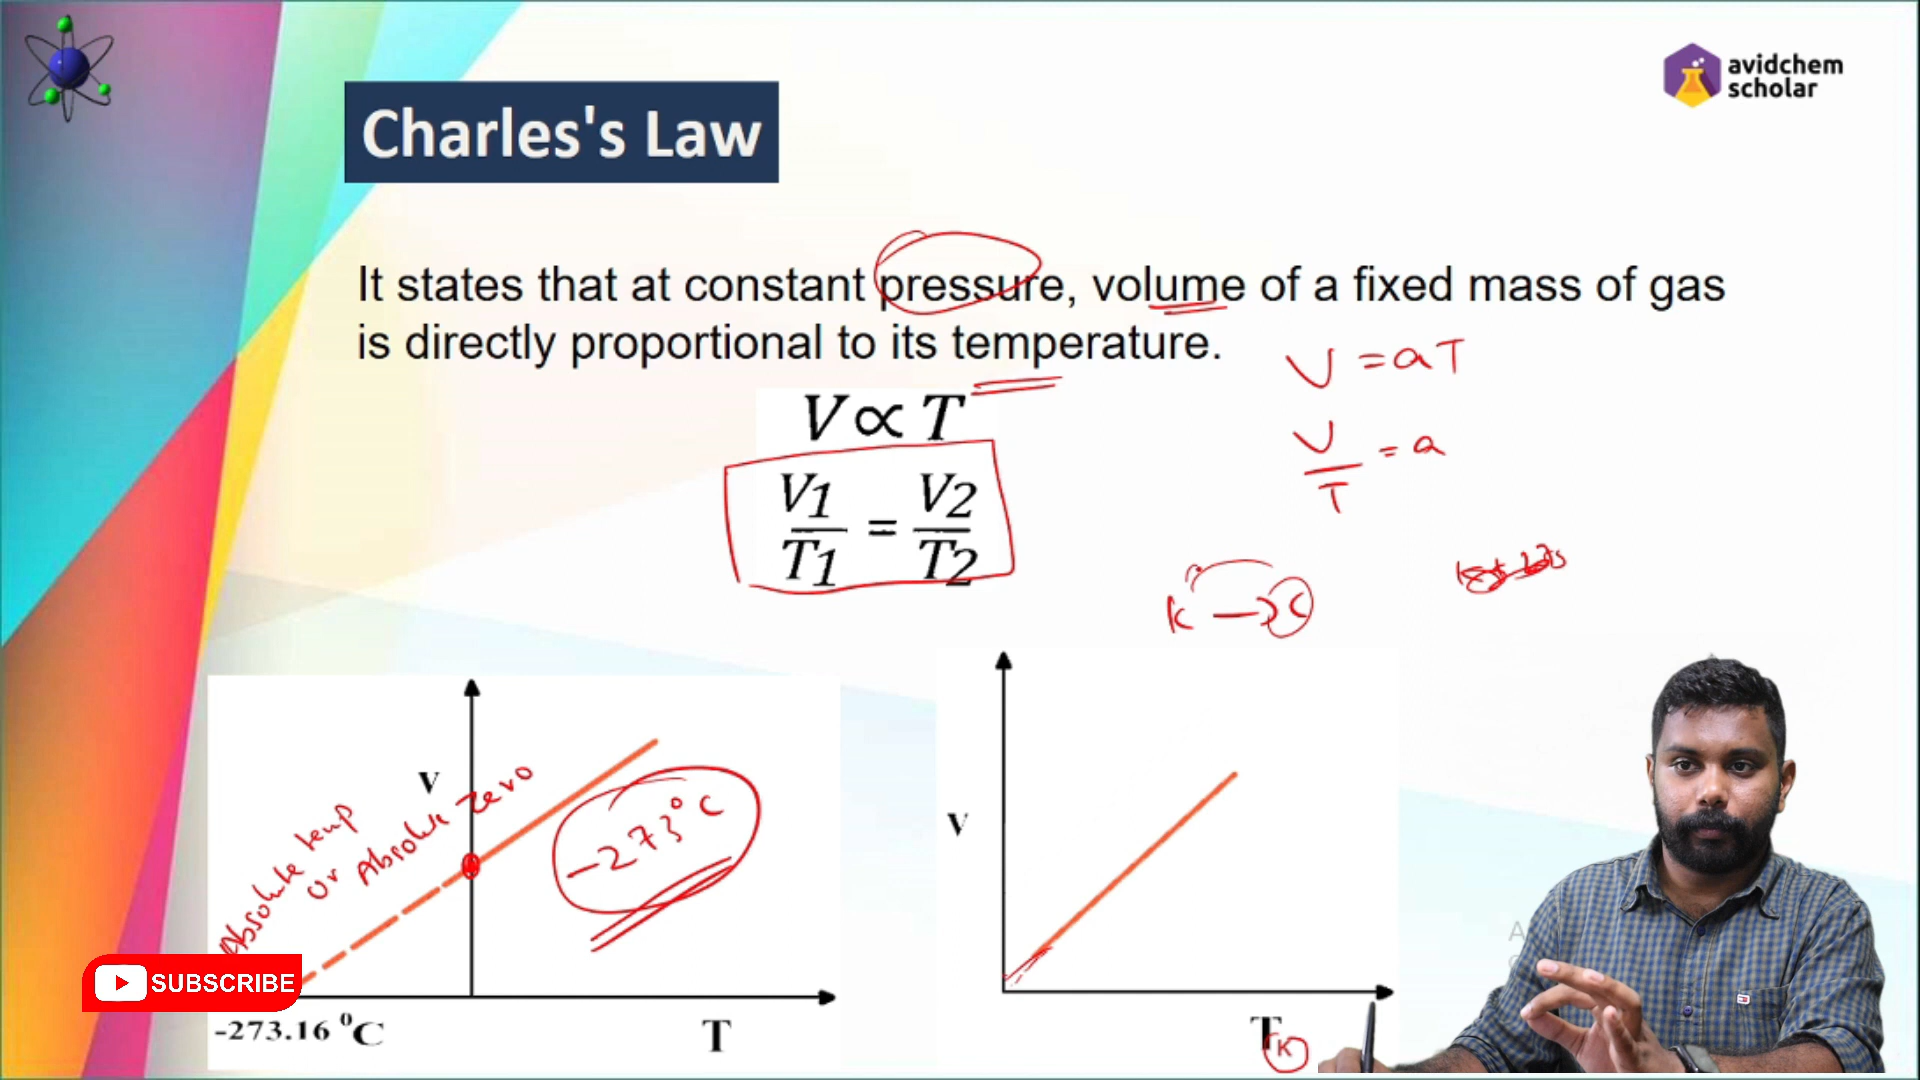 avidchem
scholar
Charles's Law
It states that at constant pressure, volume of a fixed mass of gas
is directly proportional to its temperature.
V ∝ T
V1/T1 = V2/T2
V = aT
V/T = a
K → C
V
Absolute temp
or Absolute zero
-273°C
SUBSCRIBE
-273.16 ⁰C
T
V
T
K